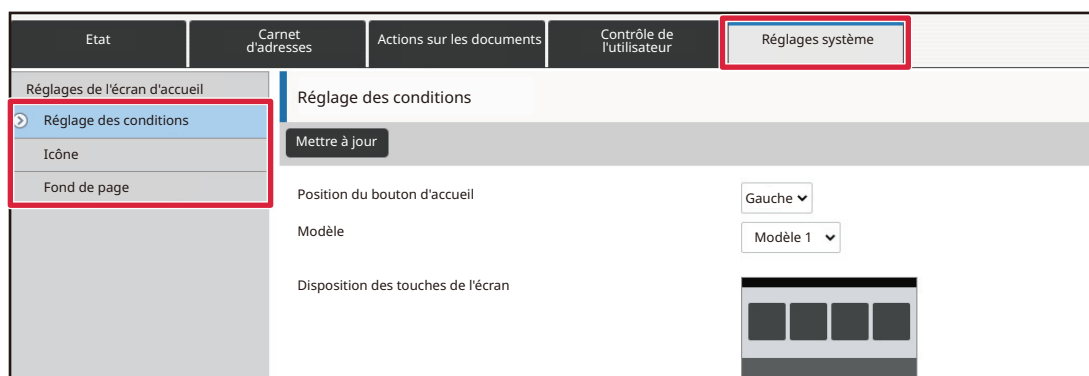 Etat
Carnet
d'adresses
Actions sur les documents
Contrôle de
l'utilisateur
Réglages système
Réglages de l'écran d'accueil
Réglage des conditions
Icône
Fond de page
Réglage des conditions
Mettre à jour
Position du bouton d'accueil
Gauche
Modèle
Modèle 1
Disposition des touches de l'écran